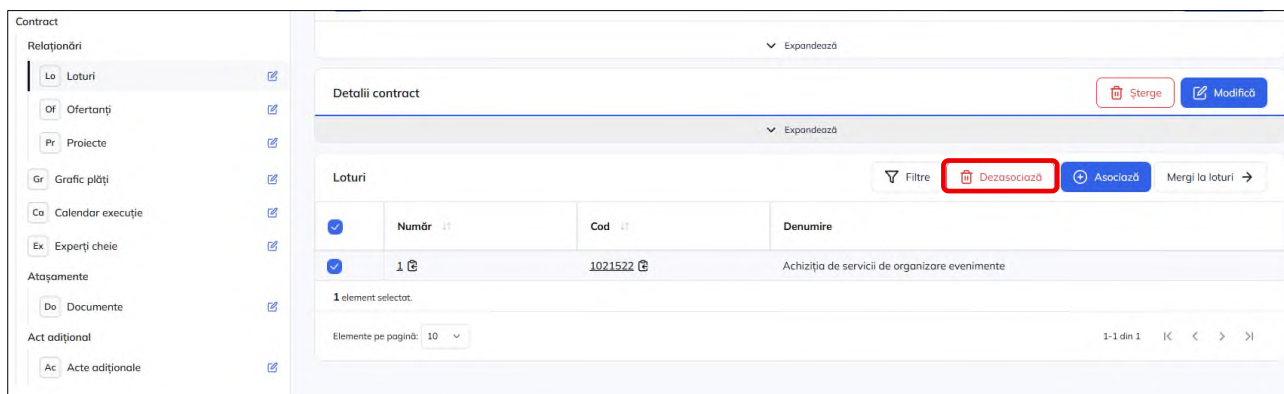 Contract
Relaționări
Lo Loturi
Of Ofertanți
Pr Proiecte
Gr Grafic plăți
Ca Calendar execuție
Ex Experți cheie
Atașamente
Do Documente
Act adițional
Ac Acte adiționale
Expandează
Detalii contract
Șterge Modifică
Expandează
Loturi
Filtre Dezasociază Asociază Mergi la loturi
Număr Cod Denumire
1 1021522 Achiziția de servicii de organizare evenimente
1 element selectat.
Elemente pe pagină: 10 1-1 din 1